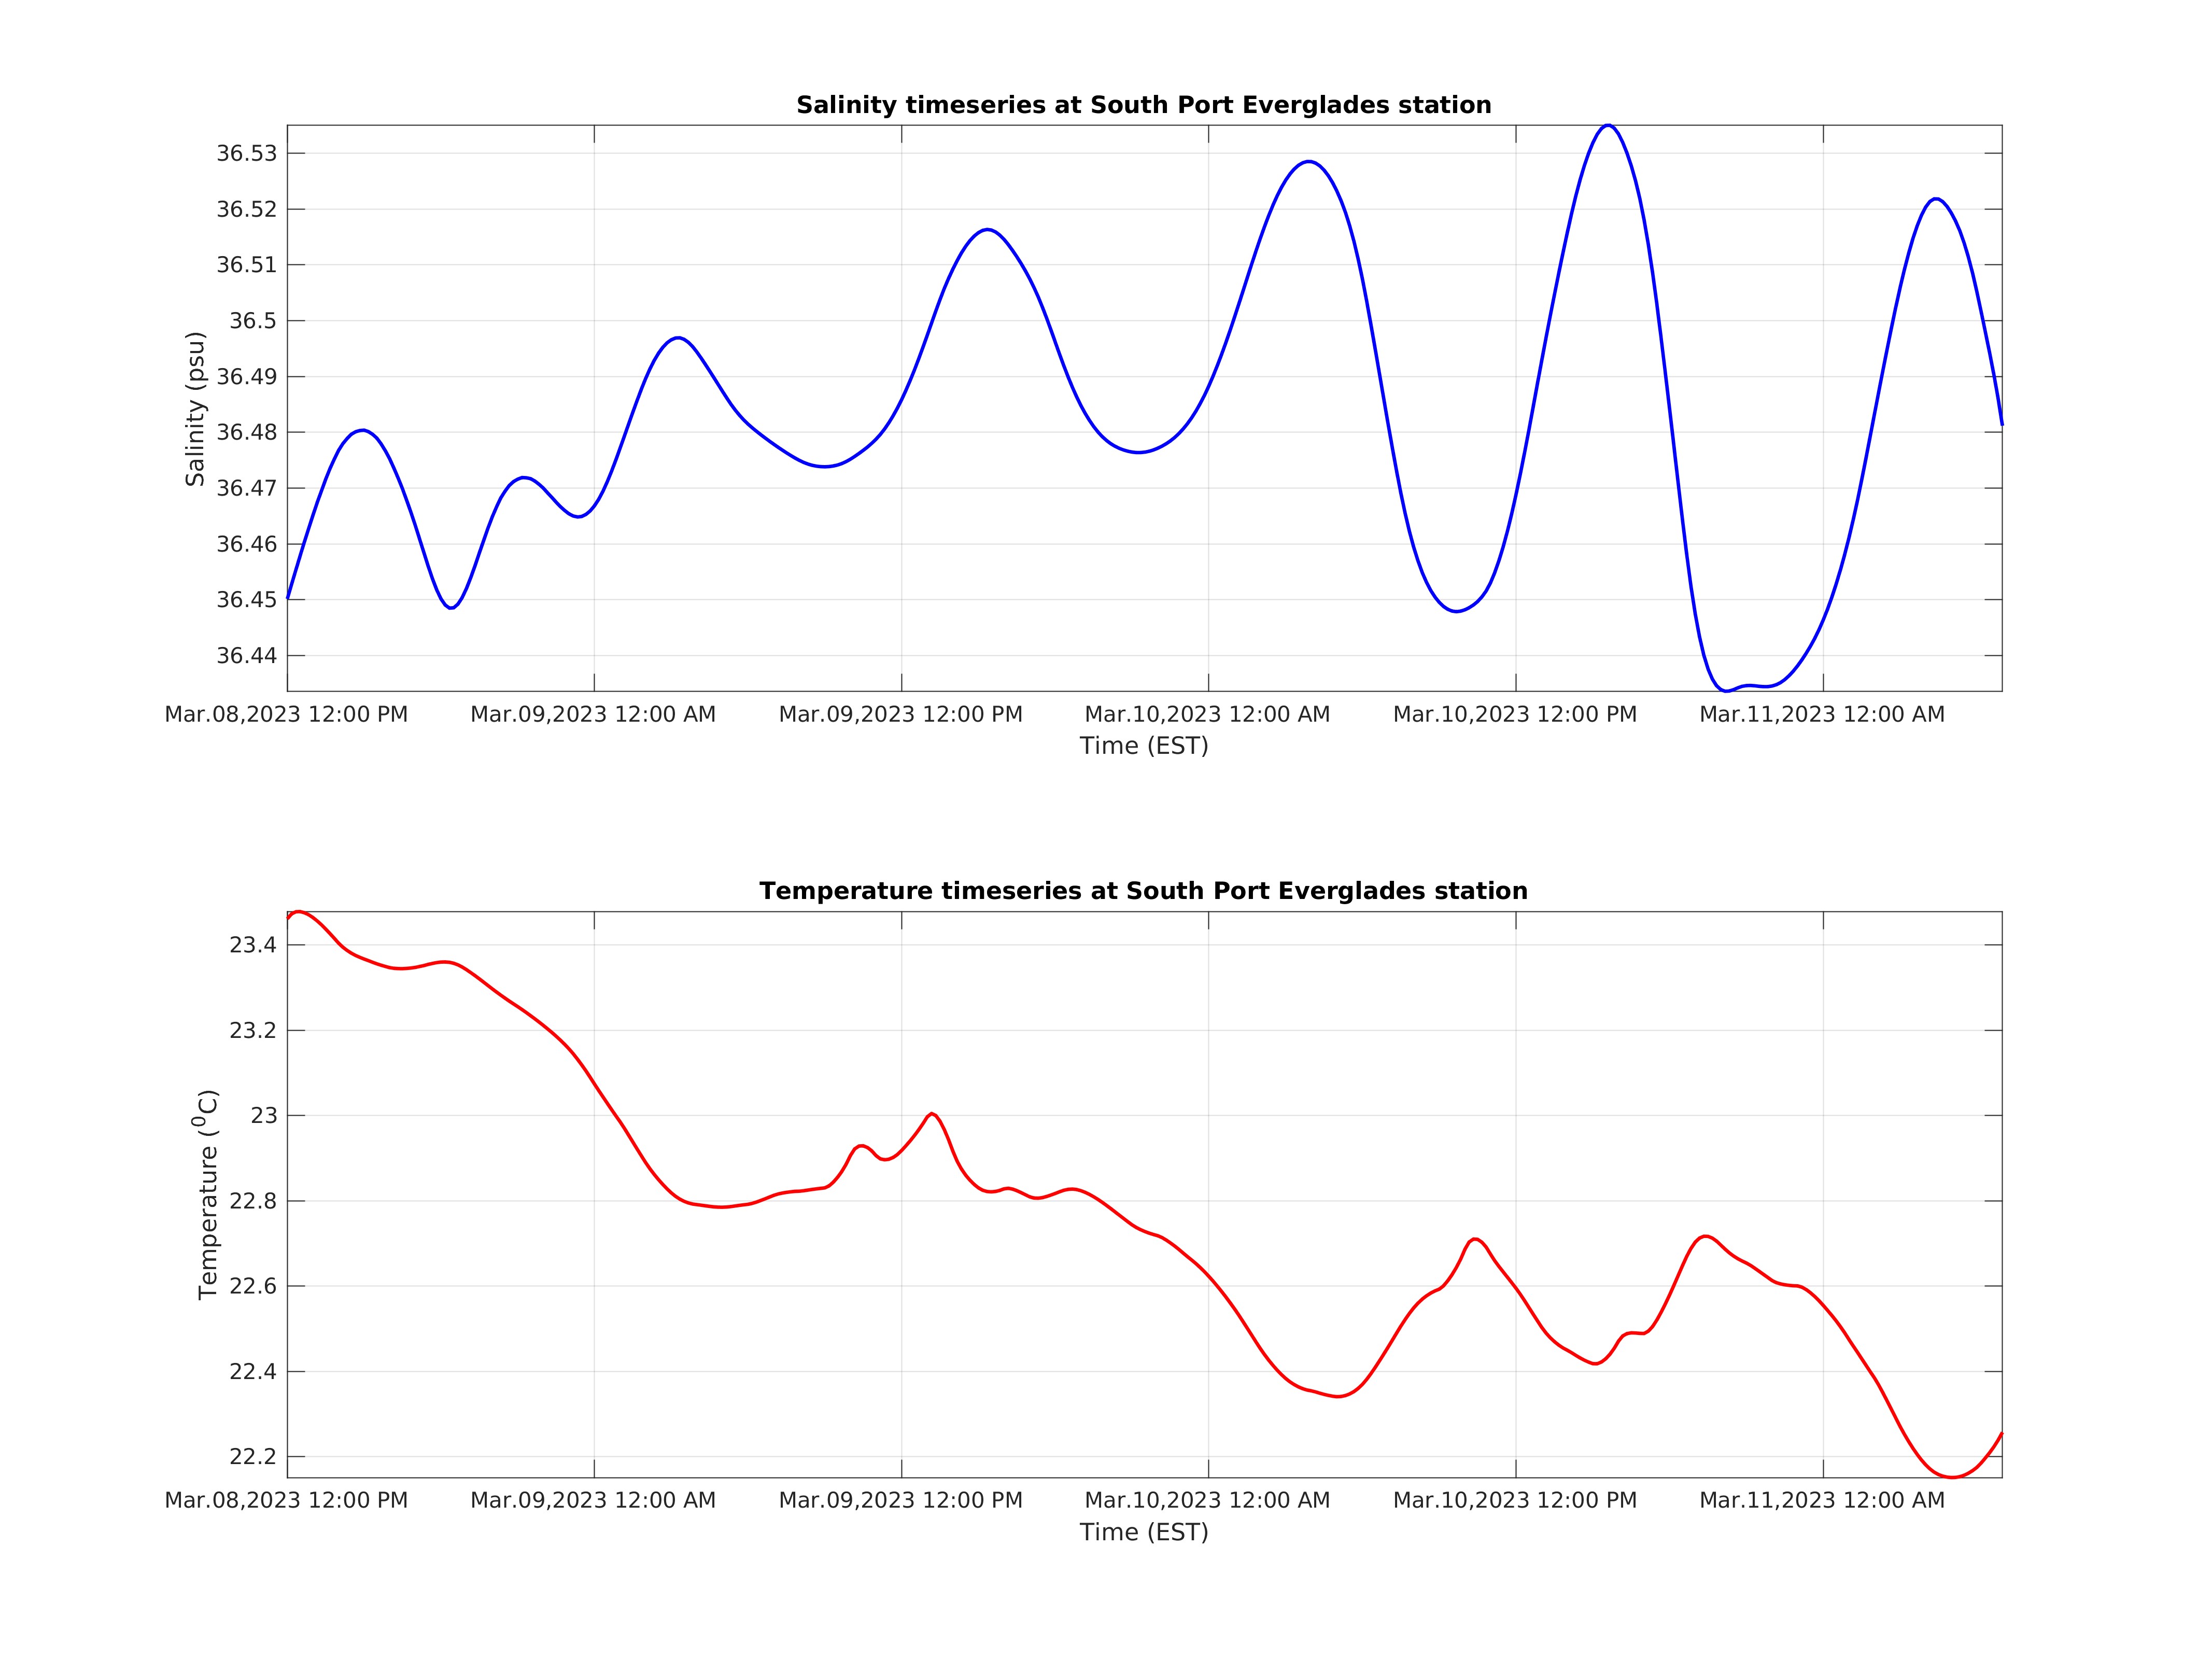 Salinity timeseries at South Port Everglades station
36.53
36.52
36.51
36.5
36.49
36.48
36.47
36.46
36.45
36.44
Salinity (psu)
Mar.08,2023 12:00 PM Mar.09,2023 12:00 AM Mar.09,2023 12:00 PM Mar.10,2023 12:00 AM Mar.10,2023 12:00 PM Mar.11,2023 12:00 AM
Time (EST)
Temperature timeseries at South Port Everglades station
23.4
23.2
23
22.8
22.6
22.4
22.2
Temperature (⁰C)
Mar.08,2023 12:00 PM Mar.09,2023 12:00 AM Mar.09,2023 12:00 PM Mar.10,2023 12:00 AM Mar.10,2023 12:00 PM Mar.11,2023 12:00 AM
Time (EST)